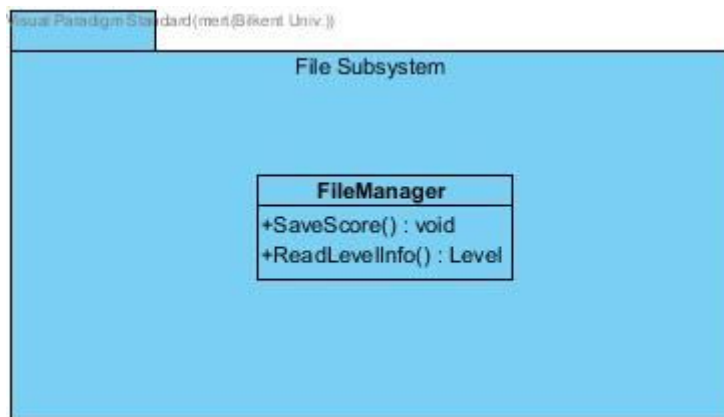 Visual Paradigm Standard(mert(Bilkent Univ.))
File Subsystem
FileManager
+SaveScore() : void
+ReadLevelInfo() : Level